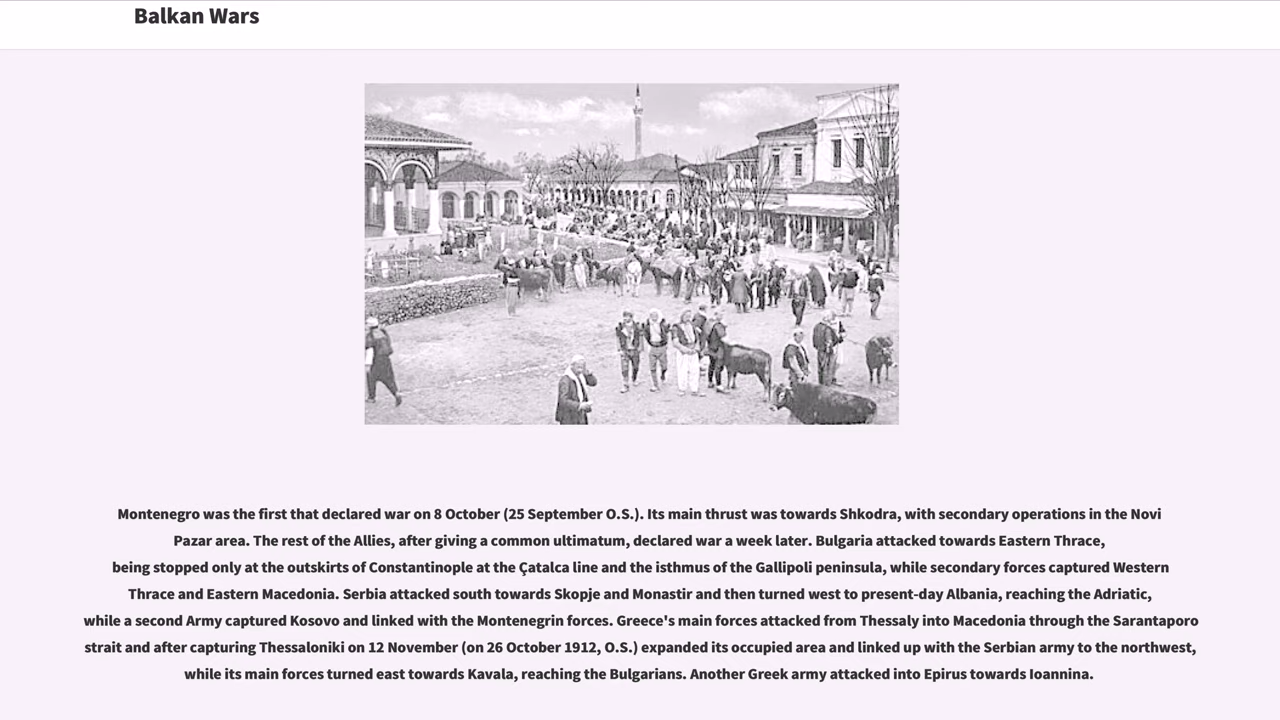 Balkan Wars
Montenegro was the first that declared war on 8 October (25 September O.S.). Its main thrust was towards Shkodra, with secondary operations in the Novi
Pazar area. The rest of the Allies, after giving a common ultimatum, declared war a week later. Bulgaria attacked towards Eastern Thrace,
being stopped only at the outskirts of Constantinople at the Çatalca line and the isthmus of the Gallipoli peninsula, while secondary forces captured Western
Thrace and Eastern Macedonia. Serbia attacked south towards Skopje and Monastir and then turned west to present-day Albania, reaching the Adriatic,
while a second Army captured Kosovo and linked with the Montenegrin forces. Greece's main forces attacked from Thessaly into Macedonia through the Sarantaporo
strait and after capturing Thessaloniki on 12 November (on 26 October 1912, O.S.) expanded its occupied area and linked up with the Serbian army to the northwest,
while its main forces turned east towards Kavala, reaching the Bulgarians. Another Greek army attacked into Epirus towards Ioannina.